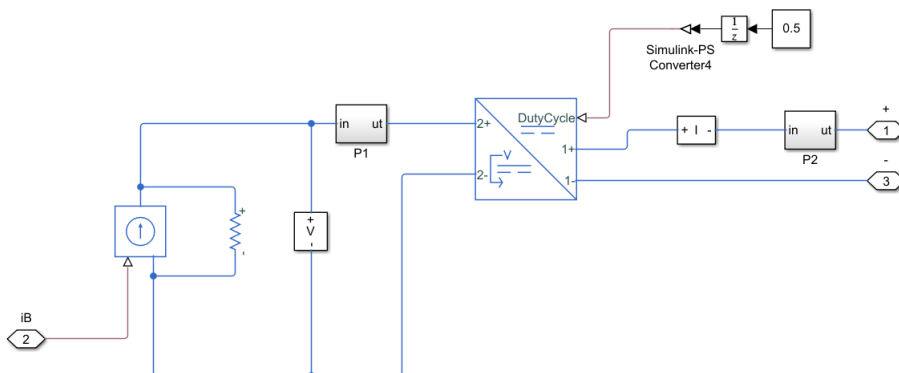 1
z
0.5
Simulink-PS
Converter4
in ut
P1
2+
DutyCycle
1+
2-
V
1-
+ I -
in ut
P2
+
1
-
3
+
-
+
V
-
iB
2